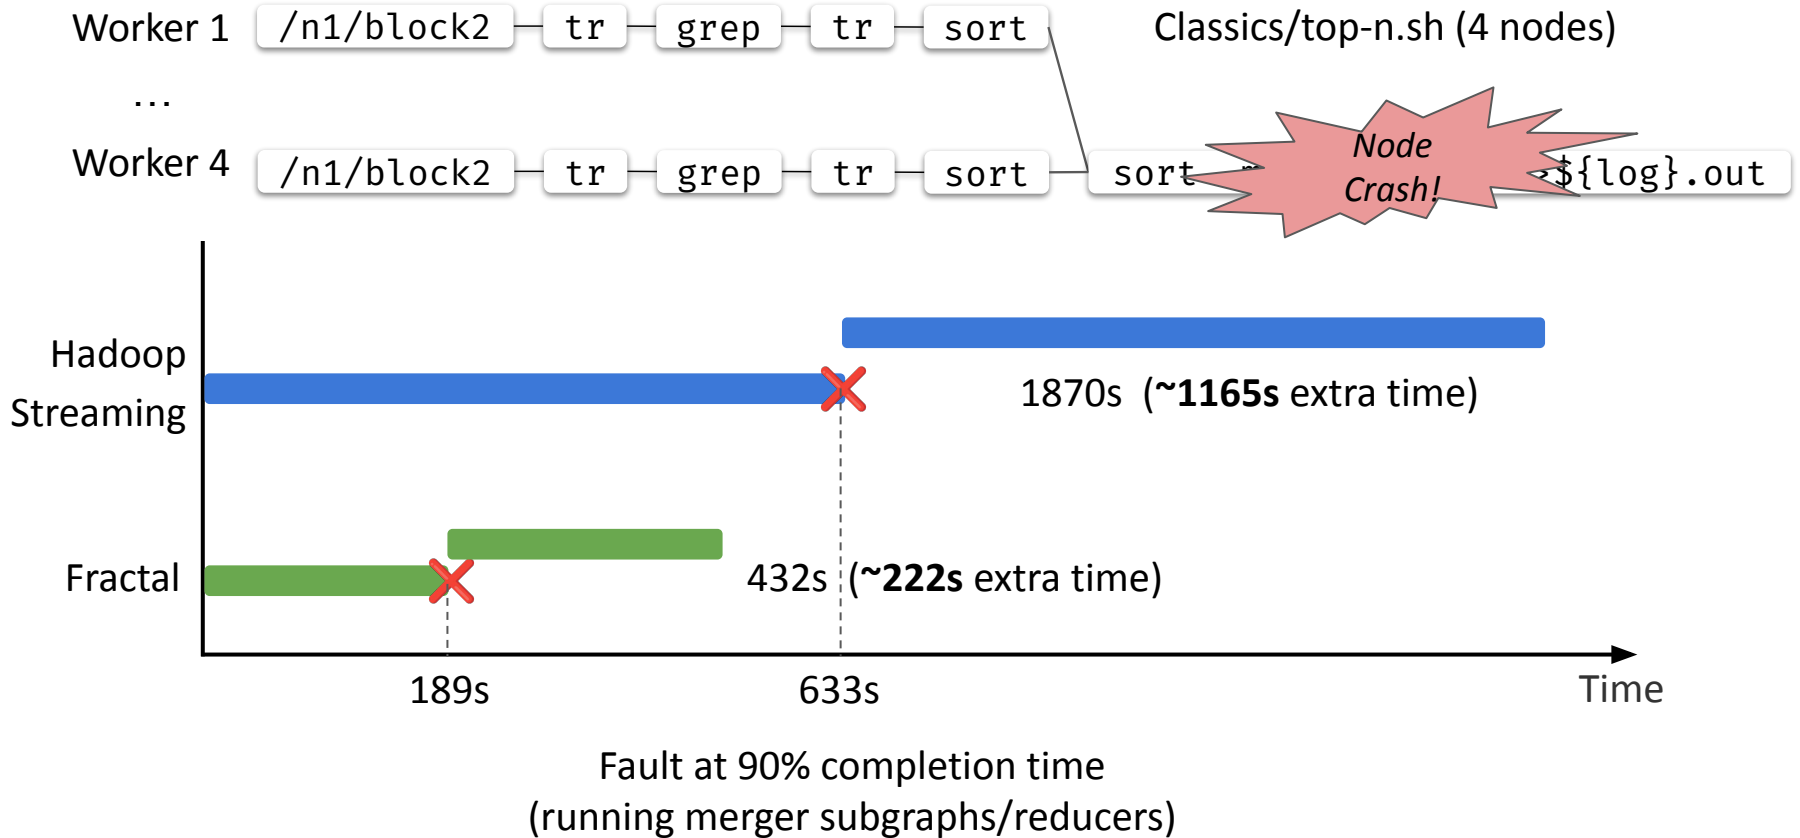 Worker 1 /n1/block2 tr grep tr sort Classics/top-n.sh (4 nodes)
...
Worker 4 /n1/block2 tr grep tr sort sort ${log}.out
Node
Crash!
Hadoop
Streaming
1870s (~1165s extra time)
Fractal
432s (~222s extra time)
189s 633s Time
Fault at 90% completion time
(running merger subgraphs/reducers)